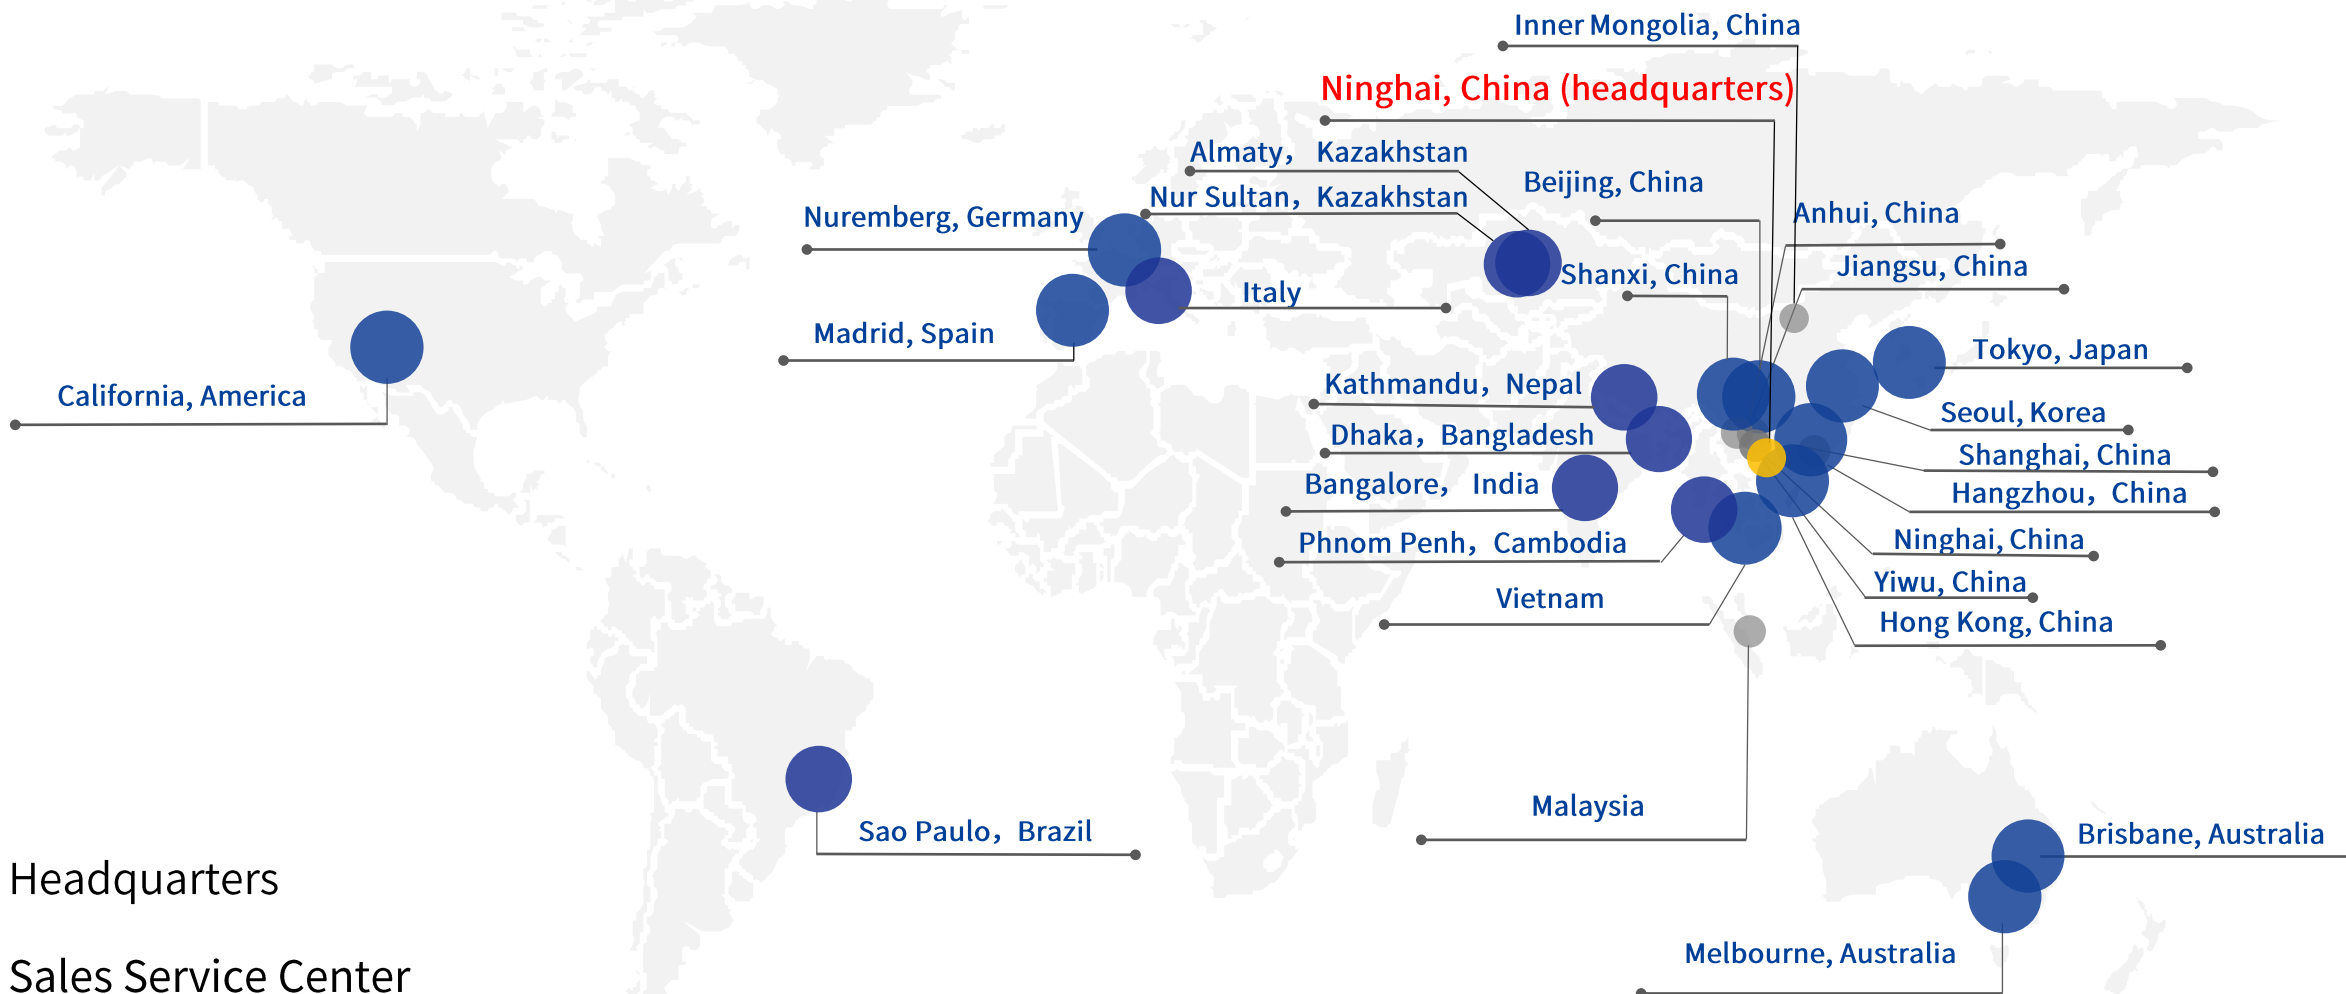 Inner Mongolia, China
Ninghai, China (headquarters)
Almaty， Kazakhstan
Beijing, China
Nur Sultan，Kazakhstan
Nuremberg, Germany
Anhui, China
Jiangsu, China
Shanxi, China
Italy
Madrid, Spain
Tokyo, Japan
Kathmandu，Nepal
California, America
Seoul, Korea
Dhaka，Bangladesh
Shanghai, China
Bangalore， India
Hangzhou，China
Phnom Penh，Cambodia
Ninghai, China
Yiwu, China
Vietnam
Hong Kong, China
Malaysia
Sao Paulo，Brazil
Brisbane, Australia
Headquarters
Melbourne, Australia
Sales Service Center